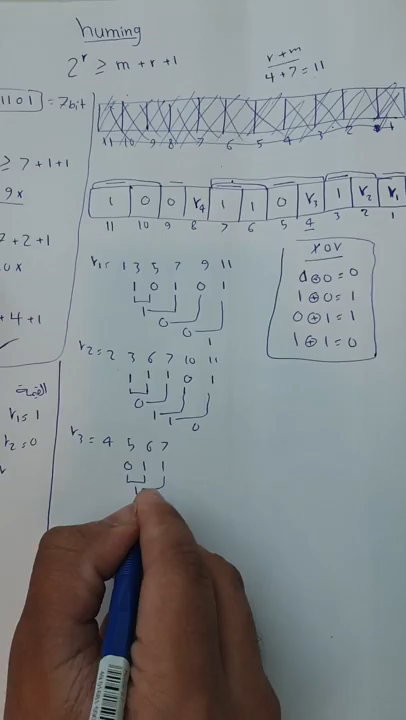 huming
2^r ≥ m + r + 1
r + m
4 + 7 = 11
1101 = 7bit
≥ 7 + 1 + 1
9x
2 + 2 + 1
0x
+ 4 + 1
✓
القيمة
r1 = 1
r2 = 0
11 10 9 8 7 6 5 4 3 2 1
1 0 0 r4 1 1 0 r3 1 r2 r1
11 10 9 8 7 6 5 4 3 2 1
r1 = 1 3 5 7 9 11
1 0 1 0 1
1
0
0
1
r2 = 2 3 6 7 10 11
1 1 1 0 1
0
1
1
0
r3 = 4 5 6 7
0 1 1
1
xor
0 ⊕ 0 = 0
1 ⊕ 0 = 1
0 ⊕ 1 = 1
1 ⊕ 1 = 0